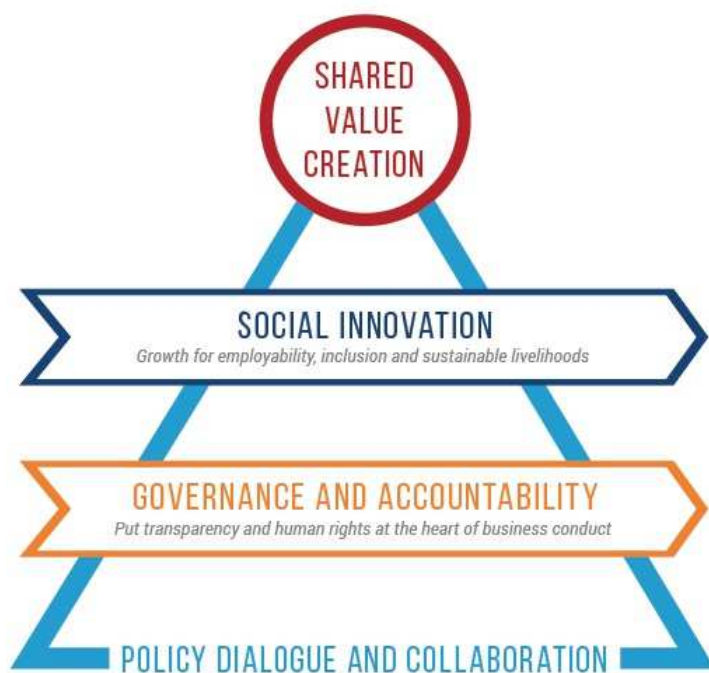 SHARED
VALUE
CREATION
SOCIAL INNOVATION
Growth for employability, inclusion and sustainable livelihoods
GOVERNANCE AND ACCOUNTABILITY
Put transparency and human rights at the heart of business conduct
POLICY DIALOGUE AND COLLABORATION